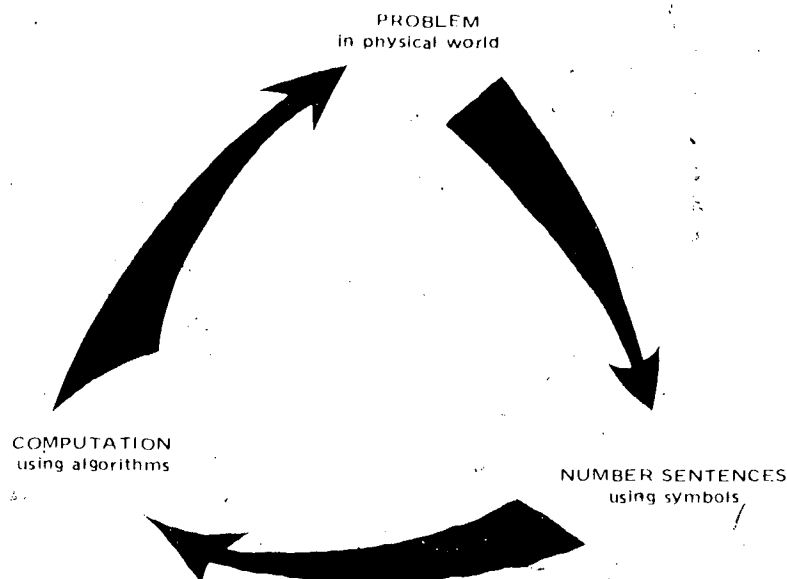 PROBLEM
in physical world
COMPUTATION
using algorithms
NUMBER SENTENCES
using symbols